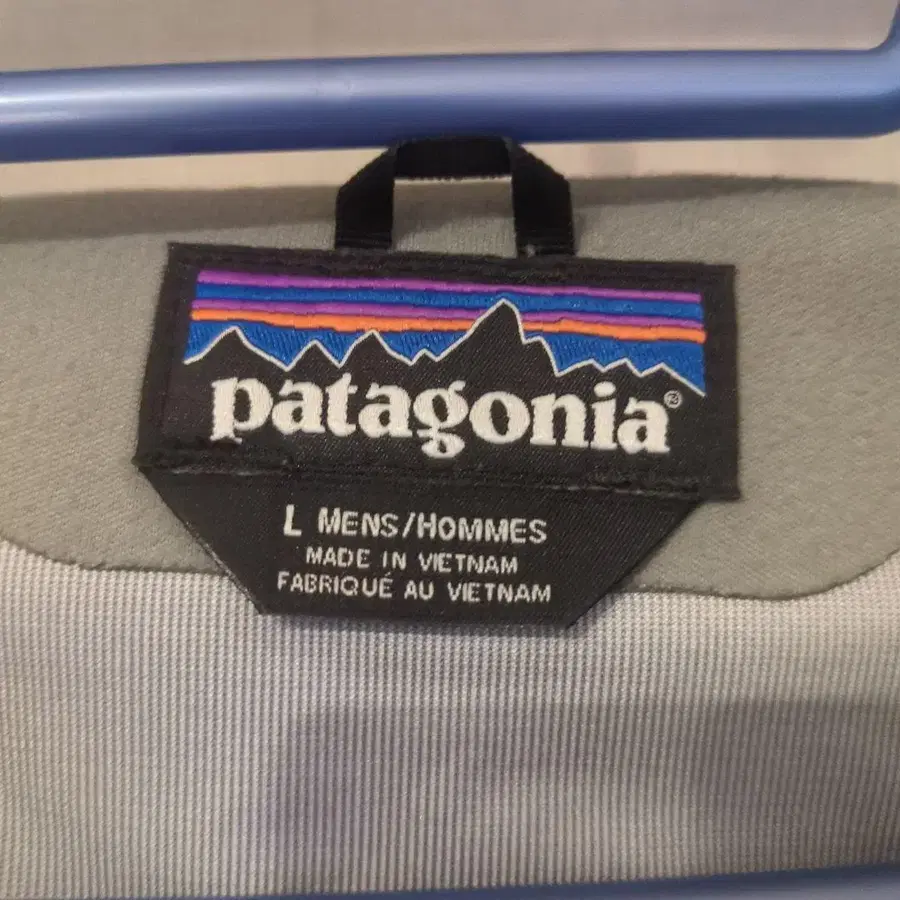 patagonia®
L MENS/HOMMES
MADE IN VIETNAM
FABRIQUÉ AU VIETNAM